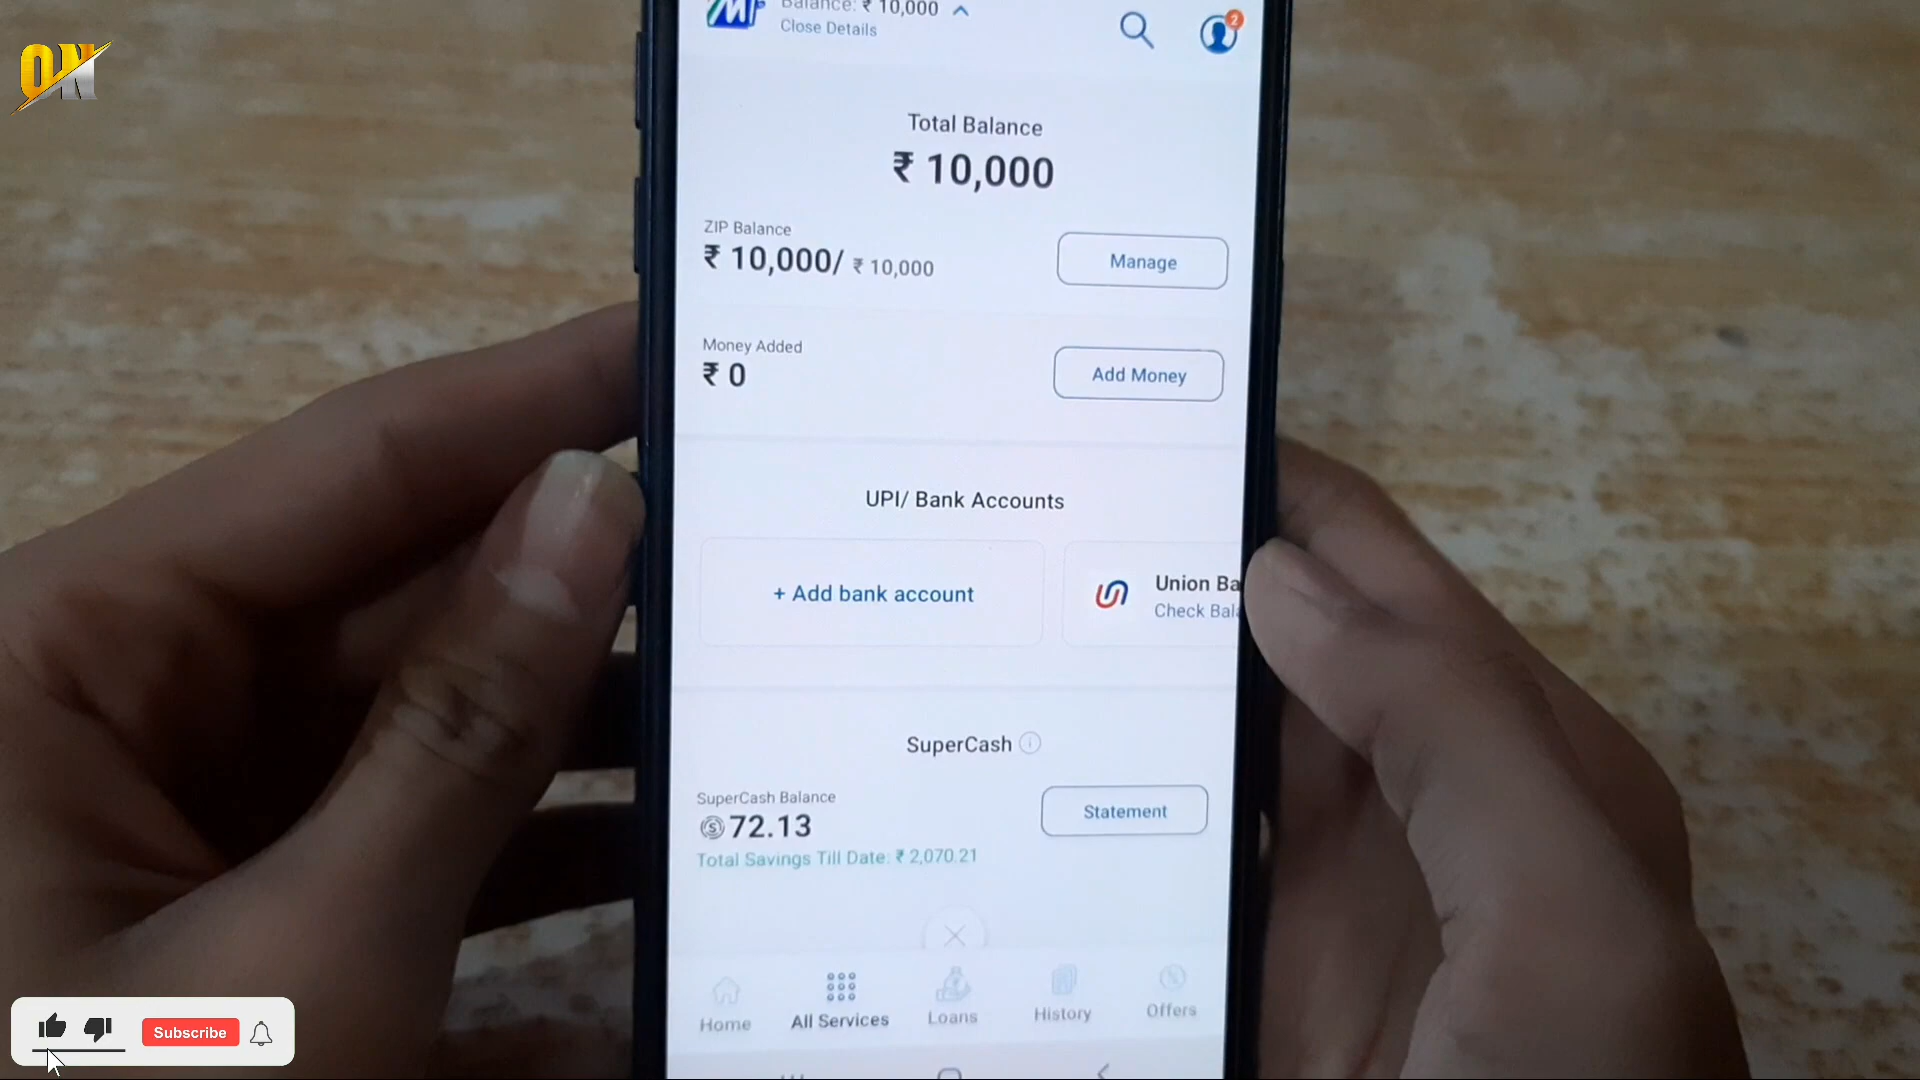 ON
Balance: ₹ 10,000
Close Details
2
Total Balance
₹ 10,000
ZIP Balance
₹ 10,000/ ₹ 10,000
Manage
Money Added
₹ 0
Add Money
UPI/ Bank Accounts
+ Add bank account
Union Ba
Check Bal
SuperCash
SuperCash Balance
72.13
Statement
Total Savings Till Date: ₹ 2,070.21
Home
All Services
Loans
History
Offers
Subscribe